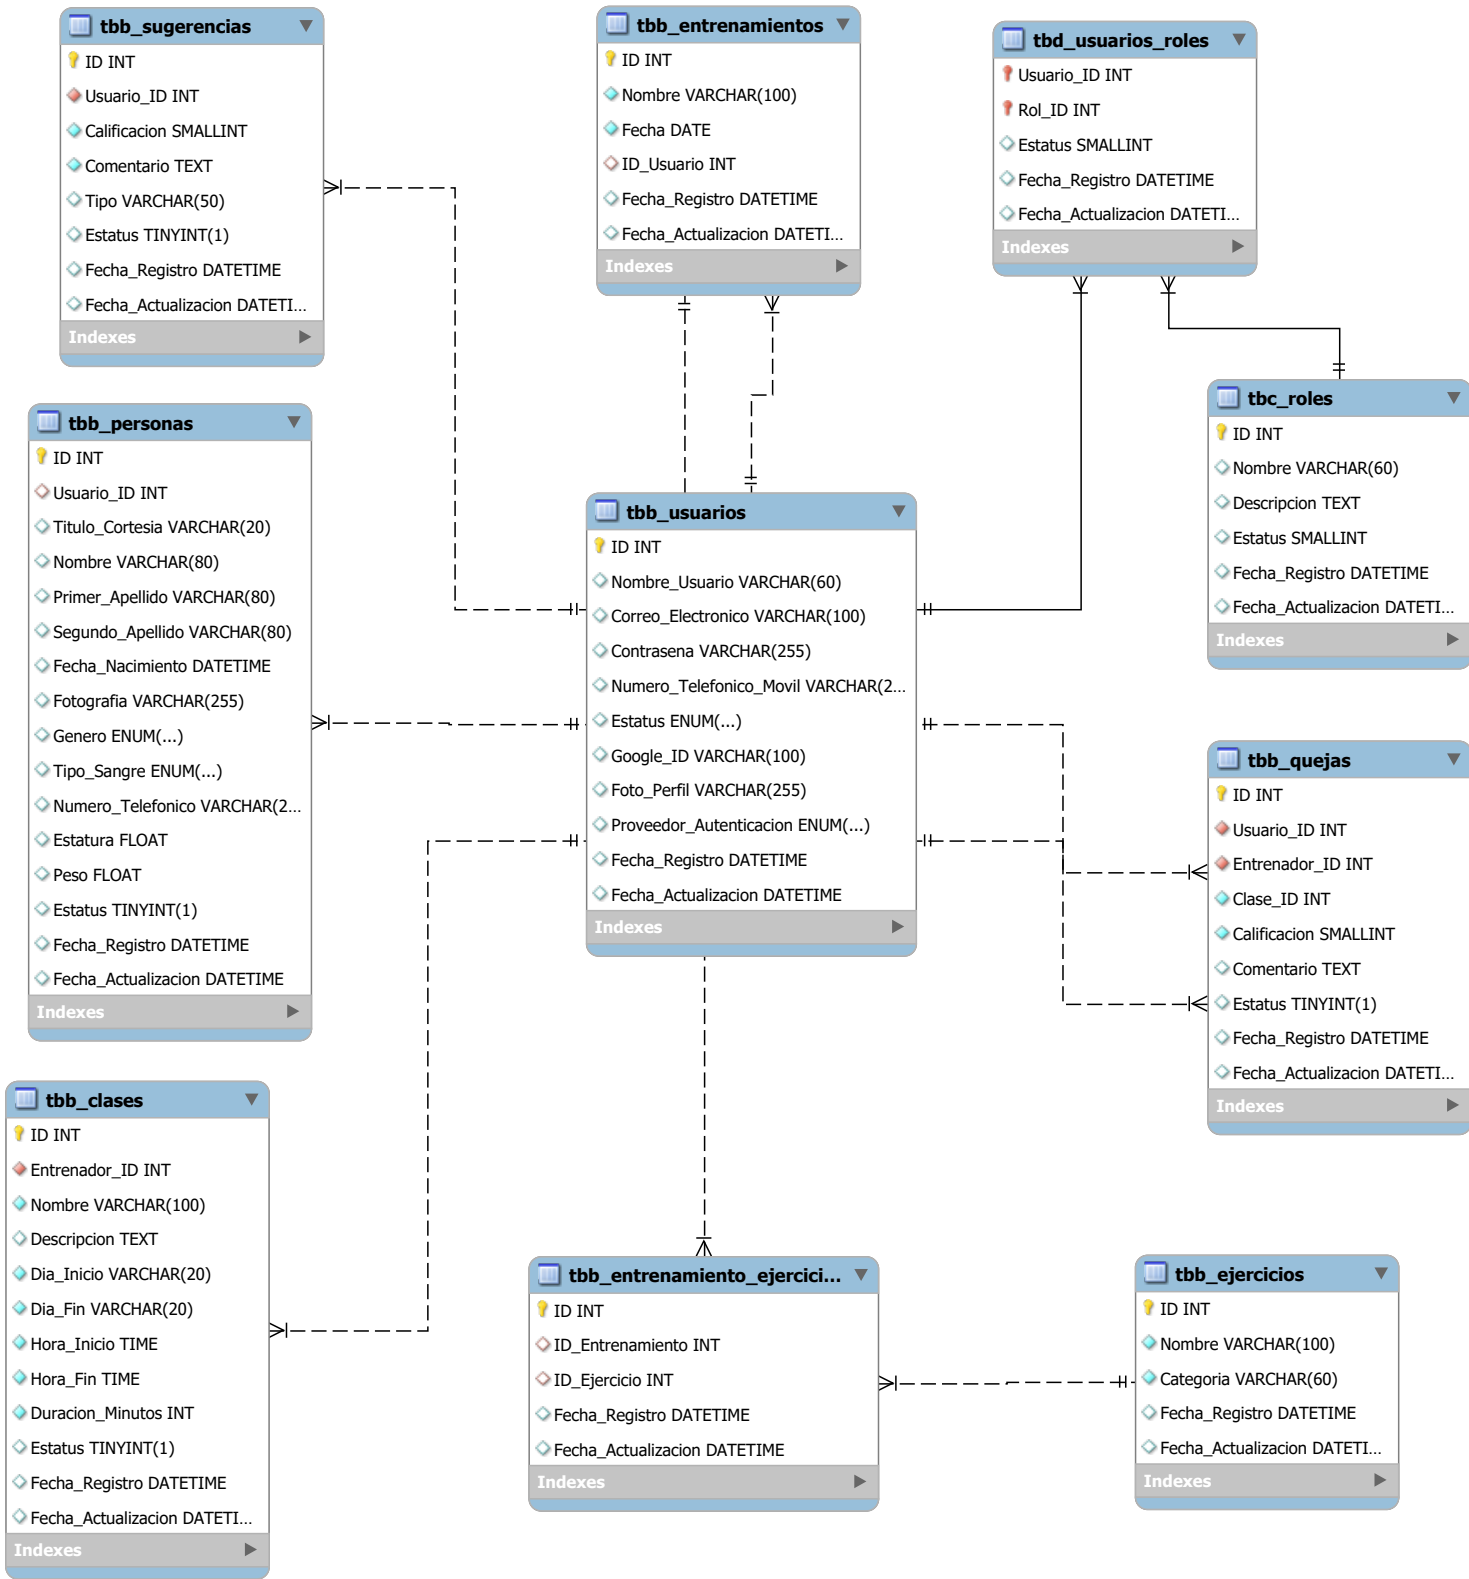 tbb_sugerencias
ID INT
Usuario_ID INT
Calificacion SMALLINT
Comentario TEXT
Tipo VARCHAR(50)
Estatus TINYINT(1)
Fecha_Registro DATETIME
Fecha_Actualizacion DATETI...
Indexes
tbb_entrenamientos
ID INT
Nombre VARCHAR(100)
Fecha DATE
ID_Usuario INT
Fecha_Registro DATETIME
Fecha_Actualizacion DATETI...
Indexes
tbd_usuarios_roles
Usuario_ID INT
Rol_ID INT
Estatus SMALLINT
Fecha_Registro DATETIME
Fecha_Actualizacion DATETI...
Indexes
tbc_roles
ID INT
Nombre VARCHAR(60)
Descripcion TEXT
Estatus SMALLINT
Fecha_Registro DATETIME
Fecha_Actualizacion DATETI...
Indexes
tbb_personas
ID INT
Usuario_ID INT
Titulo_Cortesia VARCHAR(20)
Nombre VARCHAR(80)
Primer_Apellido VARCHAR(80)
Segundo_Apellido VARCHAR(80)
Fecha_Nacimiento DATETIME
Fotografia VARCHAR(255)
Genero ENUM(...)
Tipo_Sangre ENUM(...)
Numero_Telefonico VARCHAR(2...
Estatura FLOAT
Peso FLOAT
Estatus TINYINT(1)
Fecha_Registro DATETIME
Fecha_Actualizacion DATETIME
Indexes
tbb_usuarios
ID INT
Nombre_Usuario VARCHAR(60)
Correo_Electronico VARCHAR(100)
Contrasena VARCHAR(255)
Numero_Telefonico_Movil VARCHAR(2...
Estatus ENUM(...)
Google_ID VARCHAR(100)
Foto_Perfil VARCHAR(255)
Proveedor_Autenticacion ENUM(...)
Fecha_Registro DATETIME
Fecha_Actualizacion DATETIME
Indexes
tbb_quejas
ID INT
Usuario_ID INT
Entrenador_ID INT
Clase_ID INT
Calificacion SMALLINT
Comentario TEXT
Estatus TINYINT(1)
Fecha_Registro DATETIME
Fecha_Actualizacion DATETI...
Indexes
tbb_clases
ID INT
Entrenador_ID INT
Nombre VARCHAR(100)
Descripcion TEXT
Dia_Inicio VARCHAR(20)
Dia_Fin VARCHAR(20)
Hora_Inicio TIME
Hora_Fin TIME
Duracion_Minutos INT
Estatus TINYINT(1)
Fecha_Registro DATETIME
Fecha_Actualizacion DATETI...
Indexes
tbb_entrenamiento_ejercici...
ID INT
ID_Entrenamiento INT
ID_Ejercicio INT
Fecha_Registro DATETIME
Fecha_Actualizacion DATETIME
Indexes
tbb_ejercicios
ID INT
Nombre VARCHAR(100)
Categoria VARCHAR(60)
Fecha_Registro DATETIME
Fecha_Actualizacion DATETI...
Indexes